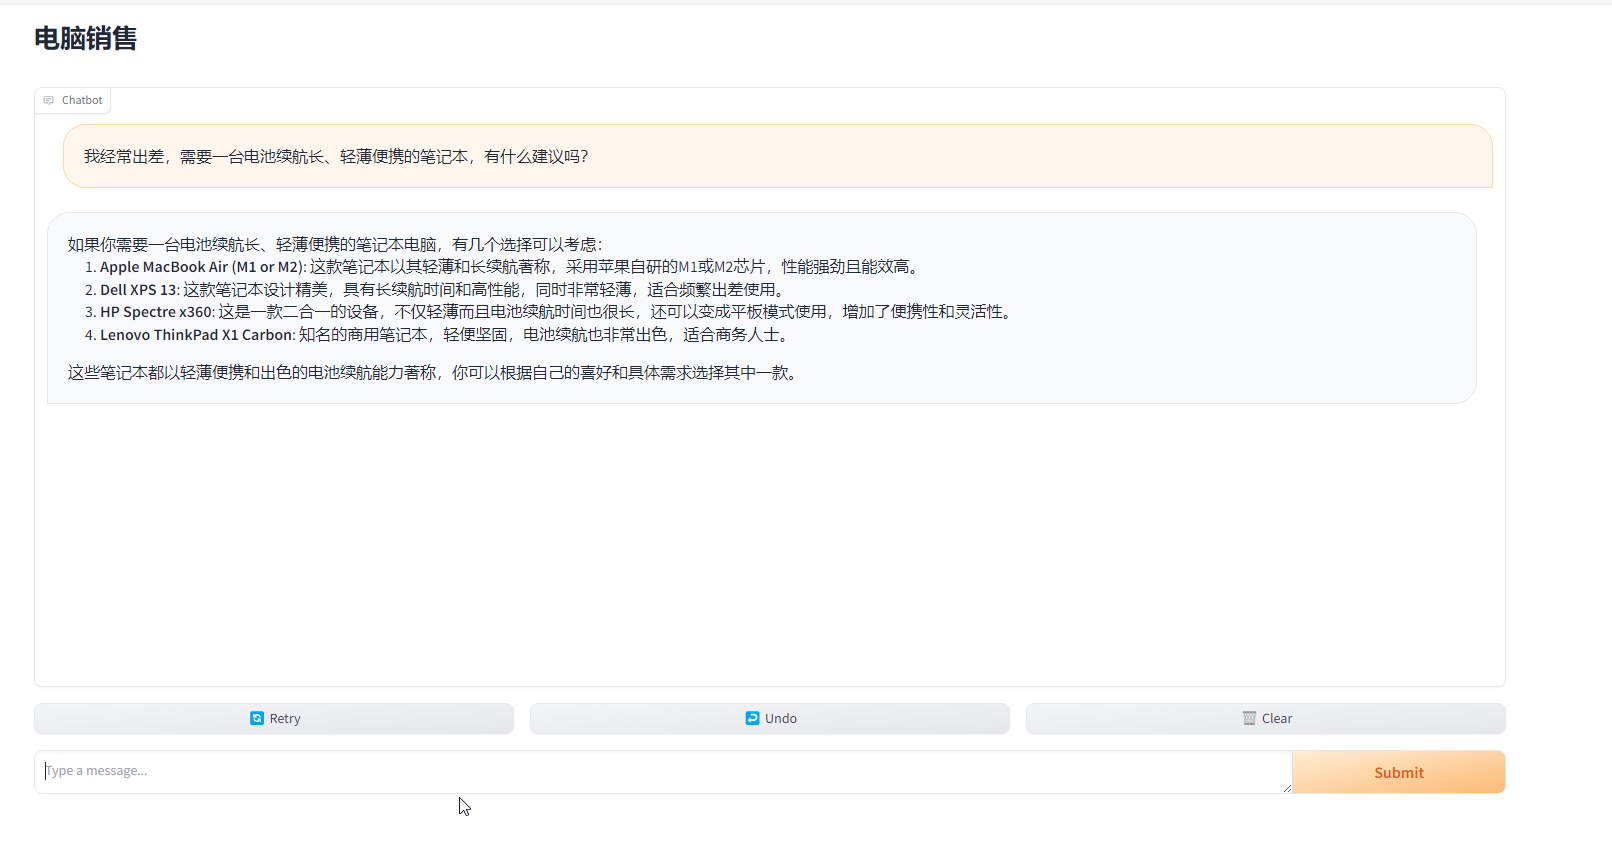 电脑销售
Chatbot
我经常出差，需要一台电池续航长、轻薄便携的笔记本，有什么建议吗？
如果你需要一台电池续航长、轻薄便携的笔记本电脑，有几个选择可以考虑：
1. Apple MacBook Air (M1 or M2): 这款笔记本以其轻薄和长续航著称，采用苹果自研的M1或M2芯片，性能强劲且能效高。
2. Dell XPS 13: 这款笔记本设计精美，具有长续航时间和高性能，同时非常轻薄，适合频繁出差使用。
3. HP Spectre x360: 这是一款二合一的设备，不仅轻薄而且电池续航时间也很长，还可以变成平板模式使用，增加了便携性和灵活性。
4. Lenovo ThinkPad X1 Carbon: 知名的商用笔记本，轻便坚固，电池续航也非常出色，适合商务人士。
这些笔记本都以轻薄便携和出色的电池续航能力著称，你可以根据自己的喜好和具体需求选择其中一款。
Retry
Undo
Clear
Type a message...
Submit